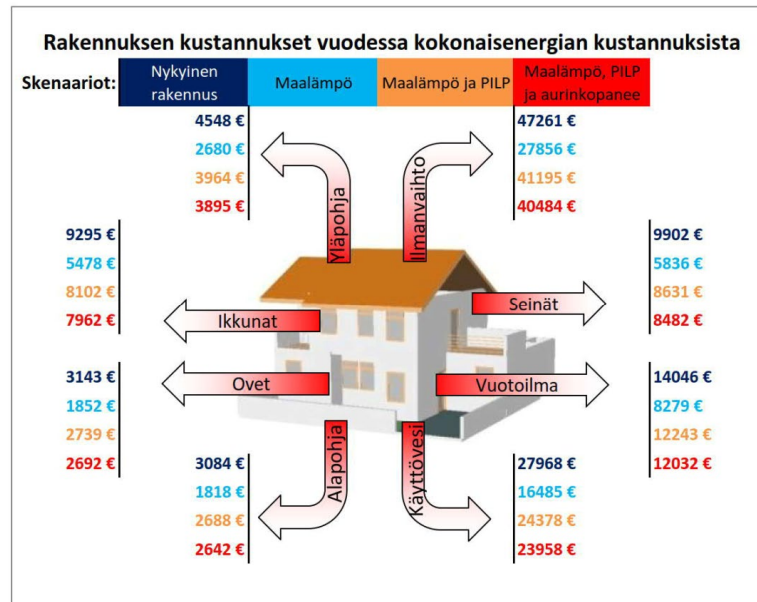 Rakennuksen kustannukset vuodessa kokonaisenergian kustannuksista
Skenaariot:
Nykyinen
rakennus
Maalämpö
Maalämpö ja PILP
Maalämpö, PILP
ja aurinkopanee
4548 €
2680 €
3964 €
3895 €
Yläpohja
Ilmanvaihto
47261 €
27856 €
41195 €
40484 €
9295 €
5478 €
8102 €
7962 €
Ikkunat
Seinät
9902 €
5836 €
8631 €
8482 €
3143 €
1852 €
2739 €
2692 €
Ovet
Vuotoilma
14046 €
8279 €
12243 €
12032 €
3084 €
1818 €
2688 €
2642 €
Alapohja
Käyttövesi
27968 €
16485 €
24378 €
23958 €